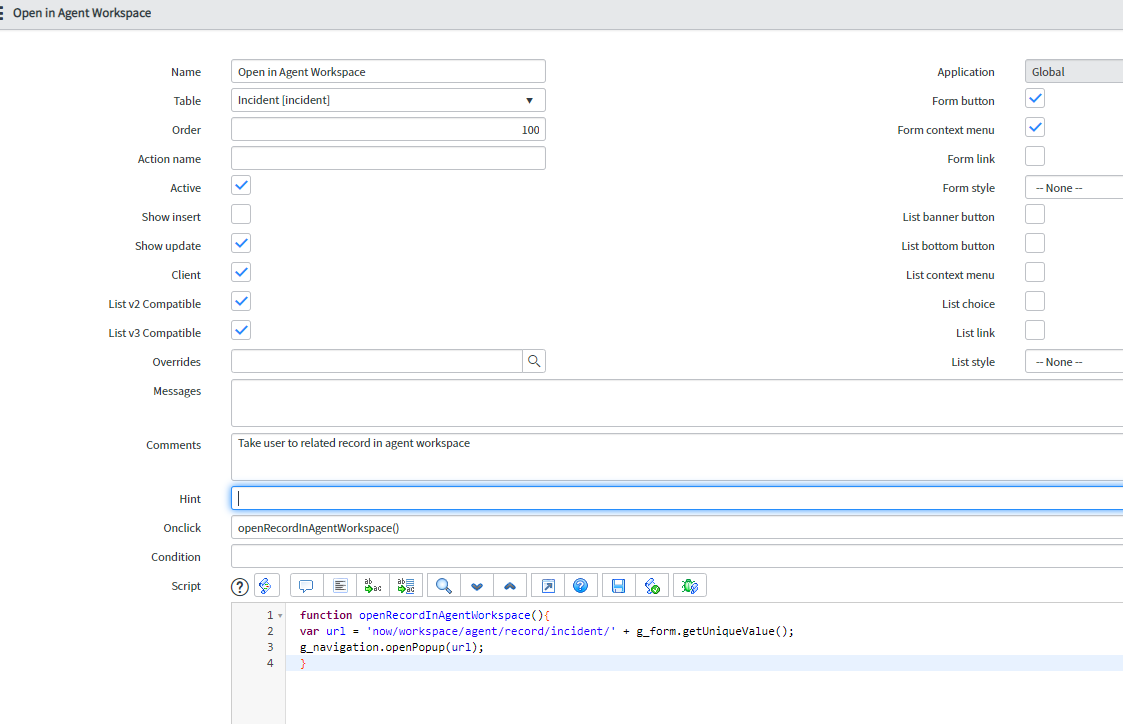 Open in Agent Workspace
Name Open in Agent Workspace Application Global
Table Incident [incident] Form button
Order 100 Form context menu
Action name Form link
Active Form style -- None --
Show insert List banner button
Show update List bottom button
Client List context menu
List v2 Compatible List choice
List v3 Compatible List link
Overrides List style -- None --
Messages
Comments Take user to related record in agent workspace
Hint
Onclick openRecordInAgentWorkspace()
Condition
Script
1 function openRecordInAgentWorkspace(){
2 var url = 'now/workspace/agent/record/incident/' + g_form.getUniqueValue();
3 g_navigation.openPopup(url);
4 }